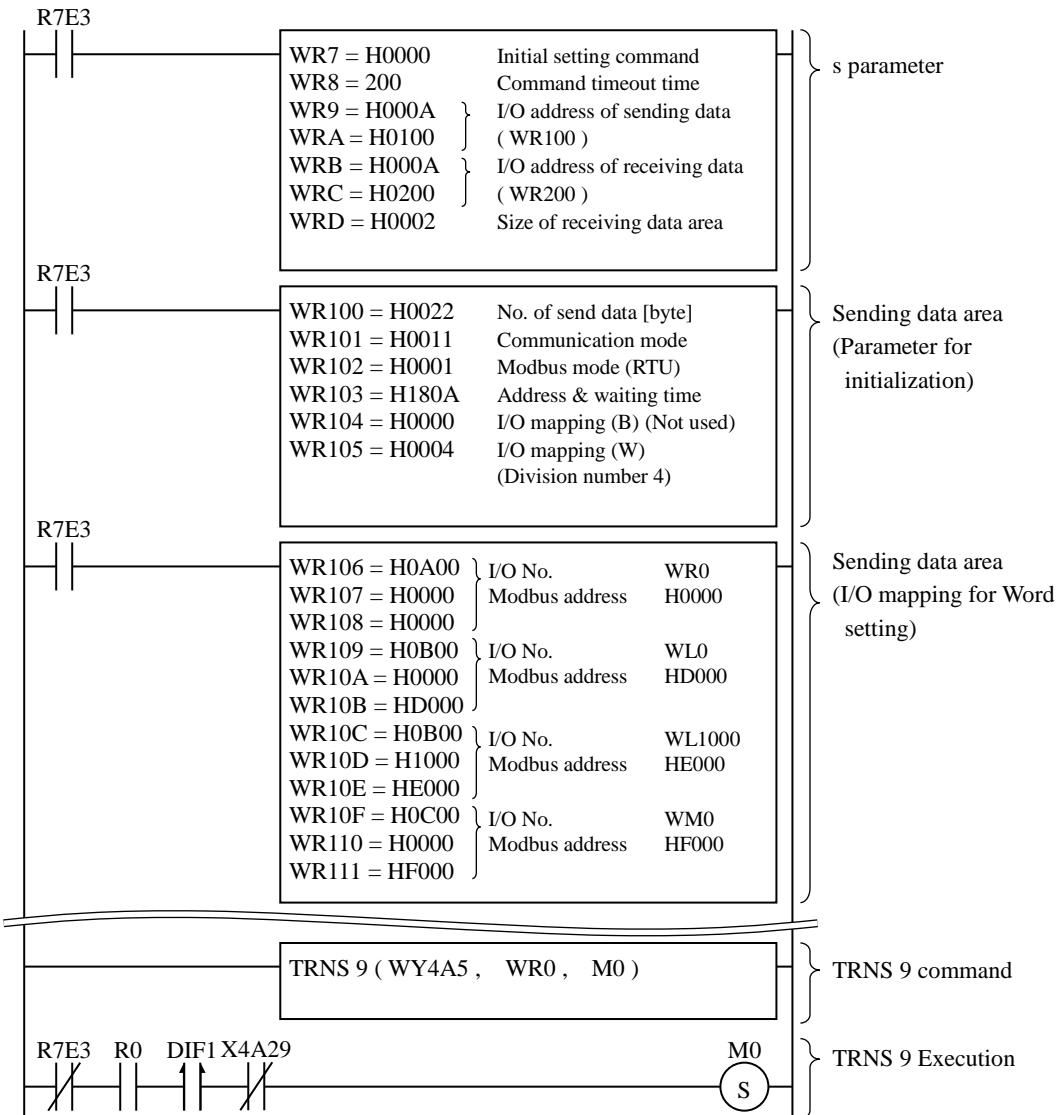 R7E3
WR7 = H0000 Initial setting command
WR8 = 200 Command timeout time
WR9 = H000A I/O address of sending data
WRA = H0100 ( WR100 )
WRB = H000A I/O address of receiving data
WRC = H0200 ( WR200 )
WRD = H0002 Size of receiving data area
s parameter
R7E3
WR100 = H0022 No. of send data [byte]
WR101 = H0011 Communication mode
WR102 = H0001 Modbus mode (RTU)
WR103 = H180A Address & waiting time
WR104 = H0000 I/O mapping (B) (Not used)
WR105 = H0004 I/O mapping (W)
(Division number 4)
Sending data area
(Parameter for
initialization)
R7E3
WR106 = H0A00 I/O No. WR0
WR107 = H0000 Modbus address H0000
WR108 = H0000
WR109 = H0B00 I/O No. WL0
WR10A = H0000 Modbus address HD000
WR10B = HD000
WR10C = H0B00 I/O No. WL1000
WR10D = H1000 Modbus address HE000
WR10E = HE000
WR10F = H0C00 I/O No. WM0
WR110 = H0000 Modbus address HF000
WR111 = HF000
Sending data area
(I/O mapping for Word
setting)
TRNS 9 ( WY4A5 , WR0 , M0 )
TRNS 9 command
R7E3 R0 DIF1 X4A29 M0
S
TRNS 9 Execution